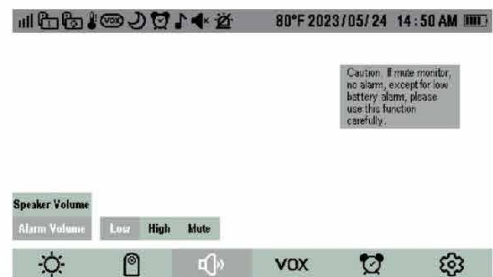 VOX 80°F 2023/05/24 14:50 AM
Caution, If mute monitor,
no alarm, except for low
battery alarm, please
use this function
carefully.
Speaker Volume
Alarm Volume Low High Mute
VOX